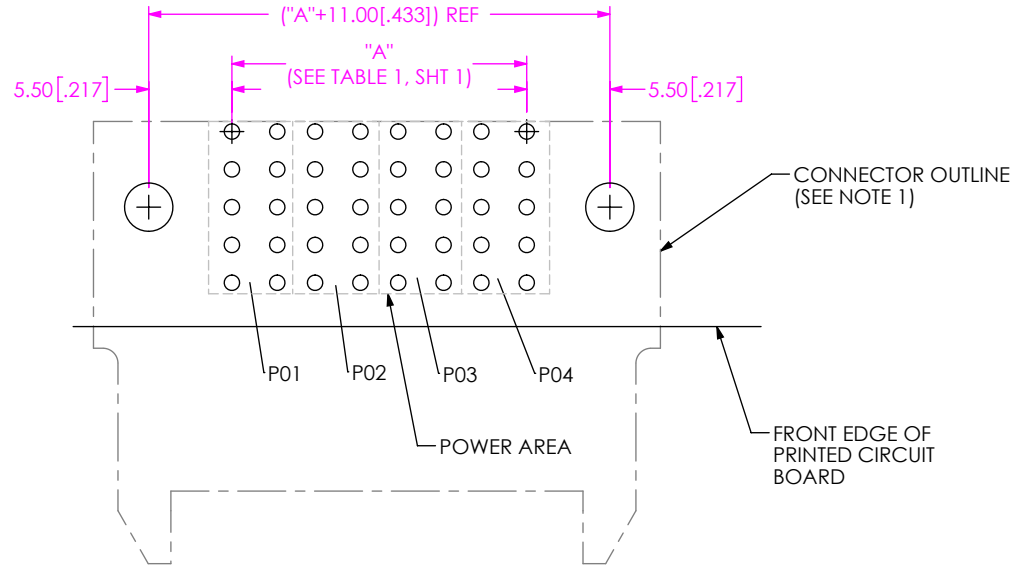 ("A"+11.00[.433]) REF
"A"
(SEE TABLE 1, SHT 1)
5.50[.217]
5.50[.217]
CONNECTOR OUTLINE
(SEE NOTE 1)
P01
P02
P03
P04
POWER AREA
FRONT EDGE OF
PRINTED CIRCUIT
BOARD